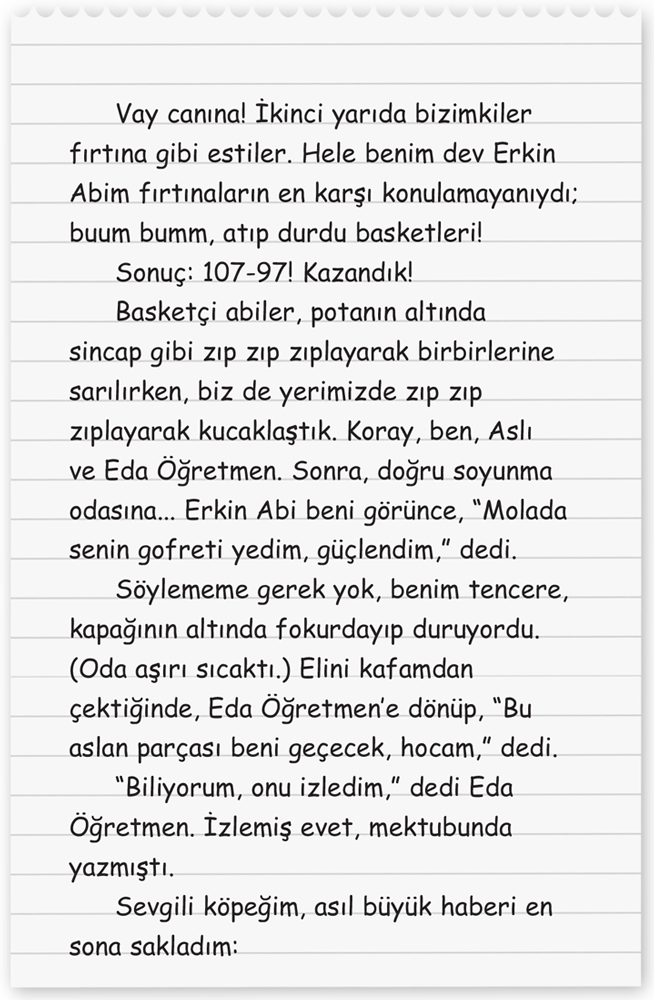 Vay canına! İkinci yarıda bizimkiler
fırtına gibi estiler. Hele benim dev Erkin
Abim fırtınaların en karşı konulamayanıydı;
buum bumm, atıp durdu basketleri!
Sonuç: 107-97! Kazandık!
Basketçi abiler, potanın altında
sincap gibi zıp zıp zıplayarak birbirlerine
sarılırken, biz de yerimizde zıp zıp
zıplayarak kucaklaştık. Koray, ben, Aslı
ve Eda Öğretmen. Sonra, doğru soyunma
odasına... Erkin Abi beni görünce, “Molada
senin gofreti yedim, güçlendim,” dedi.
Söylememe gerek yok, benim tencere,
kapağının altında fokurdayıp duruyordu.
(Oda aşırı sıcaktı.) Elini kafamdan
çektiğinde, Eda Öğretmen’e dönüp, “Bu
aslan parçası beni geçecek, hocam,” dedi.
“Biliyorum, onu izledim,” dedi Eda
Öğretmen. İzlemiş evet, mektubunda
yazmıştı.
Sevgili köpeğim, asıl büyük haberi en
sona sakladım: